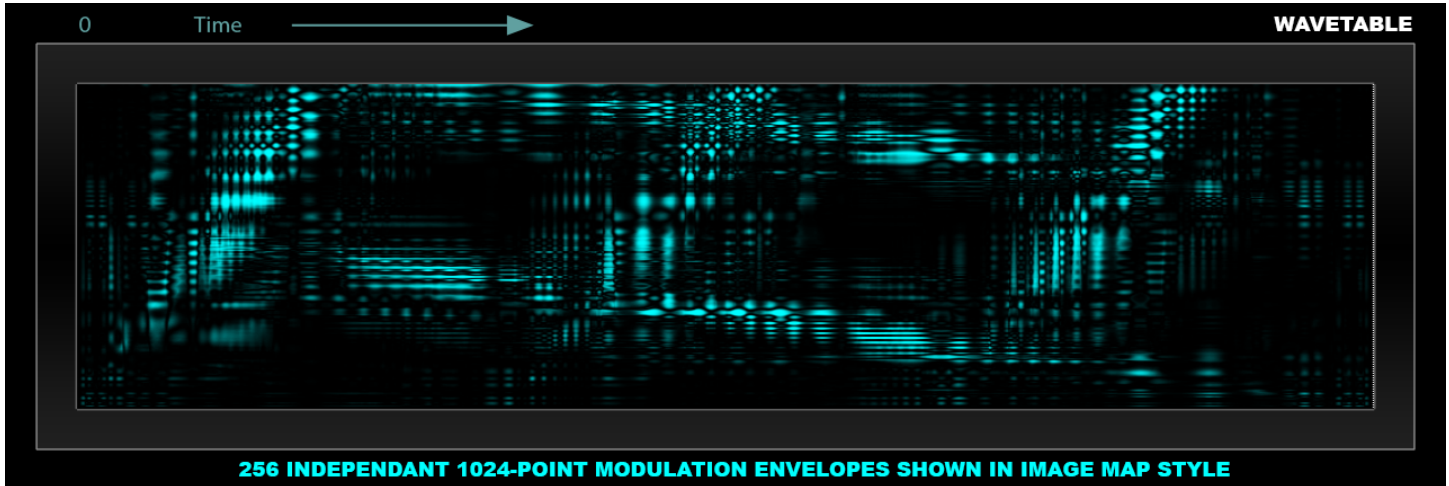 0 Time WAVETABLE
256 INDEPENDANT 1024-POINT MODULATION ENVELOPES SHOWN IN IMAGE MAP STYLE